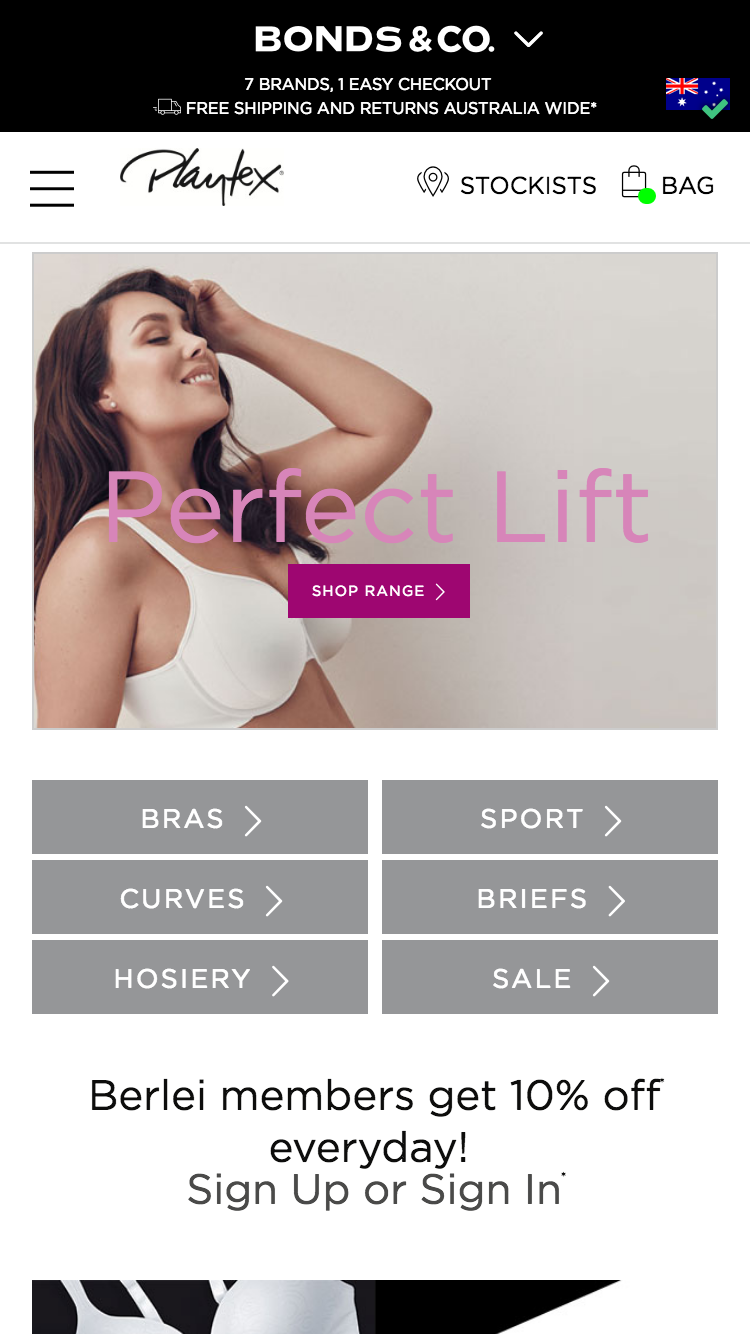 BONDS & CO.
7 BRANDS, 1 EASY CHECKOUT
FREE SHIPPING AND RETURNS AUSTRALIA WIDE*
Playtex®
STOCKISTS
BAG
Perfect Lift
SHOP RANGE
BRAS
SPORT
CURVES
BRIEFS
HOSIERY
SALE
Berlei members get 10% off
everyday!
Sign Up or Sign In*